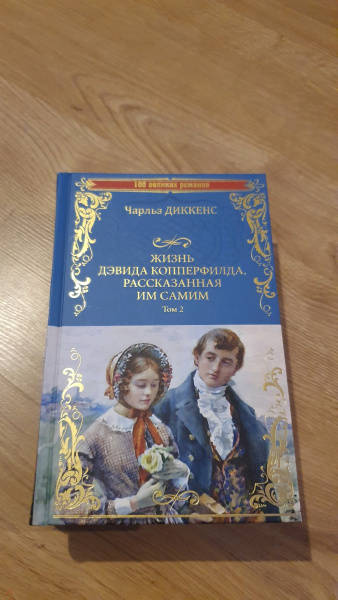 100 великих романов
Чарльз ДИККЕНС
ЖИЗНЬ
ДЭВИДА КОППЕРФИЛДА,
РАССКАЗАННАЯ
ИМ САМИМ
Том 2